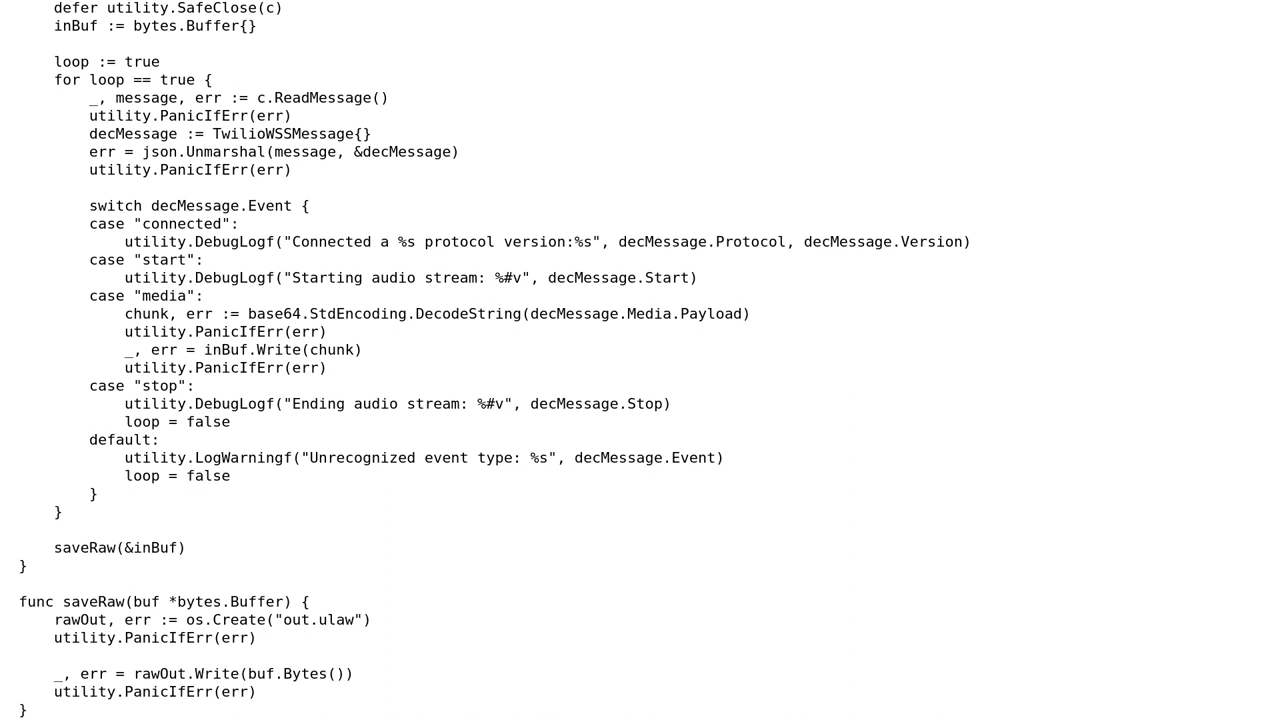 defer utility.SafeClose(c)
inBuf := bytes.Buffer{}
loop := true
for loop == true {
_, message, err := c.ReadMessage()
utility.PanicIfErr(err)
decMessage := TwilioWSSMessage{}
err = json.Unmarshal(message, &decMessage)
utility.PanicIfErr(err)
switch decMessage.Event {
case "connected":
utility.DebugLogf("Connected a %s protocol version:%s", decMessage.Protocol, decMessage.Version)
case "start":
utility.DebugLogf("Starting audio stream: %#v", decMessage.Start)
case "media":
chunk, err := base64.StdEncoding.DecodeString(decMessage.Media.Payload)
utility.PanicIfErr(err)
_, err = inBuf.Write(chunk)
utility.PanicIfErr(err)
case "stop":
utility.DebugLogf("Ending audio stream: %#v", decMessage.Stop)
loop = false
default:
utility.LogWarningf("Unrecognized event type: %s", decMessage.Event)
loop = false
}
}
saveRaw(&inBuf)
}
func saveRaw(buf *bytes.Buffer) {
rawOut, err := os.Create("out.ulaw")
utility.PanicIfErr(err)
_, err = rawOut.Write(buf.Bytes())
utility.PanicIfErr(err)
}